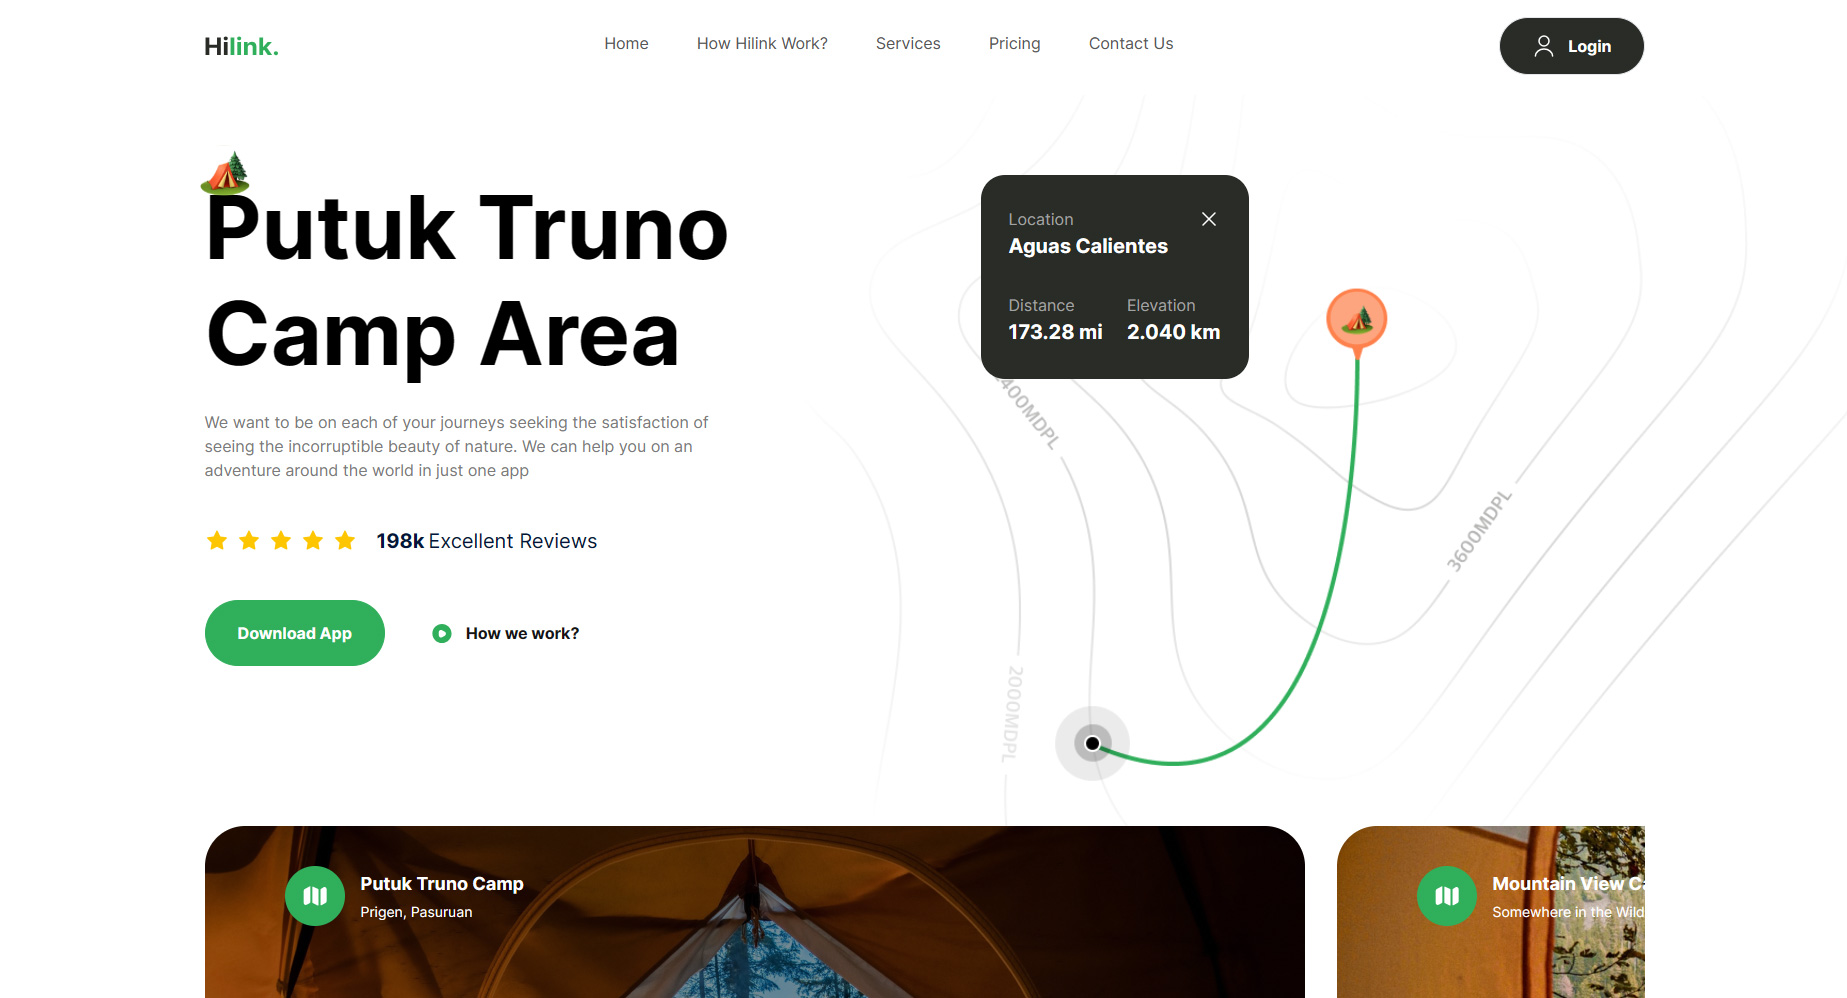 Hilink.
Home
How Hilink Work?
Services
Pricing
Contact Us
Login
Putuk Truno
Camp Area
We want to be on each of your journeys seeking the satisfaction of
seeing the incorruptible beauty of nature. We can help you on an
adventure around the world in just one app
198k Excellent Reviews
Download App
How we work?
Location
Aguas Calientes
Distance
Elevation
173.28 mi
2.040 km
400MDPL
3600MDPL
2000MDPL
Putuk Truno Camp
Prigen, Pasuruan
Mountain View
Somewhere in the Wild